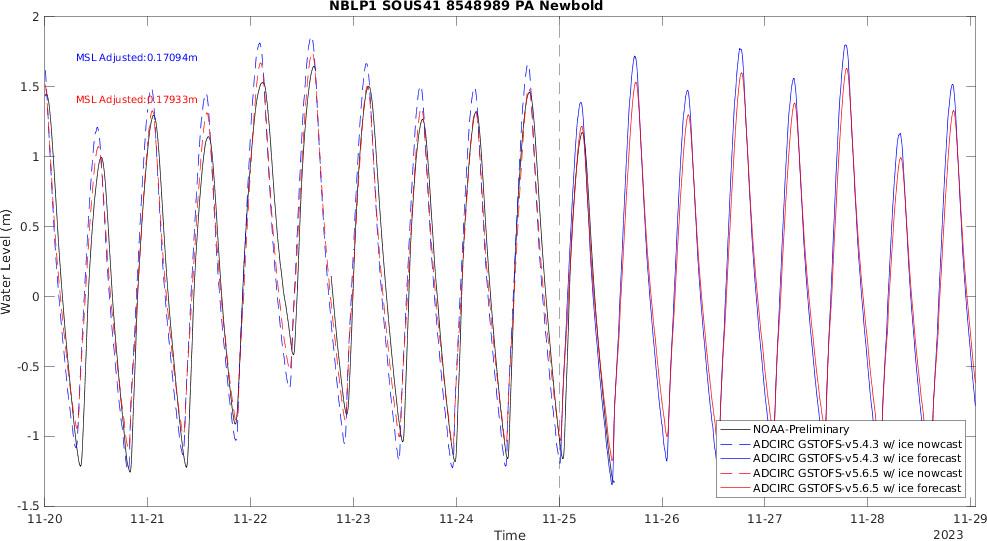 NBLP1 SOUS41 8548989 PA Newbold
2
1.5
1
0.5
0
-0.5
-1
-1.5
Water Level (m)
MSL Adjusted:0.17094m
MSL Adjusted:0.17933m
NOAA-Preliminary
ADCIRC GSTOFS-v5.4.3 w/ ice nowcast
ADCIRC GSTOFS-v5.4.3 w/ ice forecast
ADCIRC GSTOFS-v5.6.5 w/ ice nowcast
ADCIRC GSTOFS-v5.6.5 w/ ice forecast
11-20 11-21 11-22 11-23 11-24 11-25 11-26 11-27 11-28 11-29
Time
2023